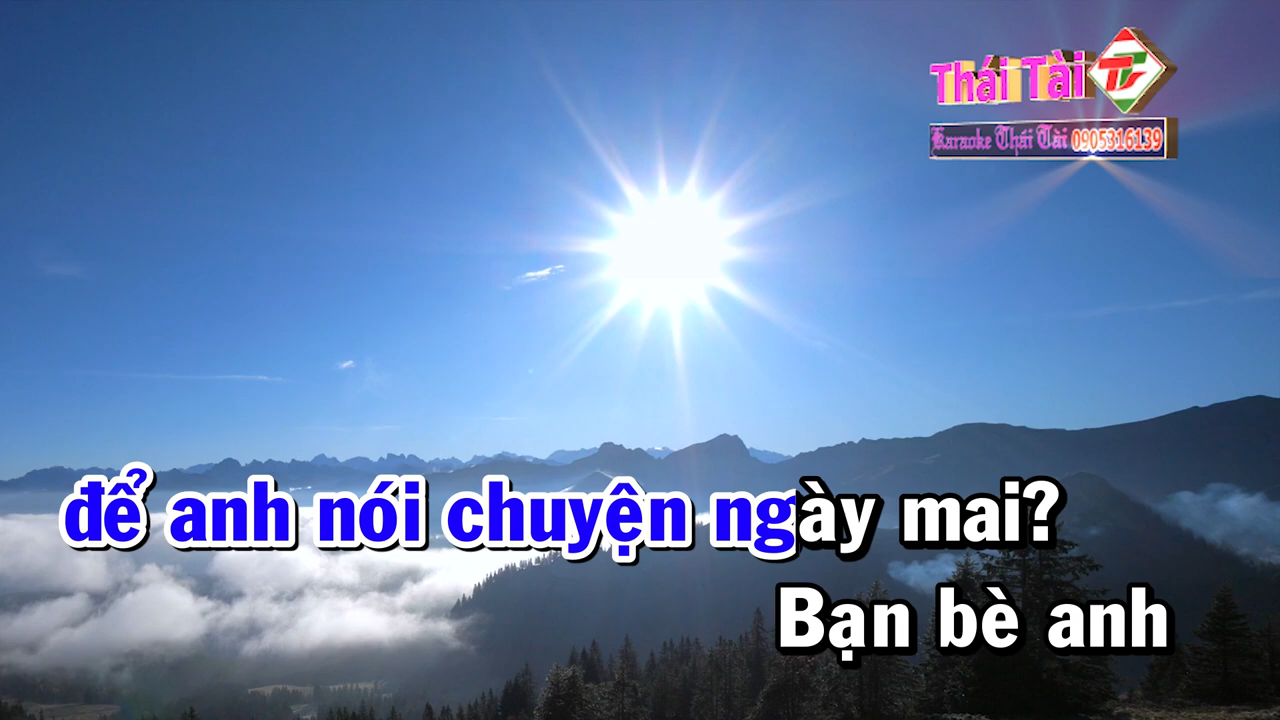 Thái Tài
Karaoke Thái Tài 0905316139
để anh nói chuyện ngày mai?
Bạn bè anh